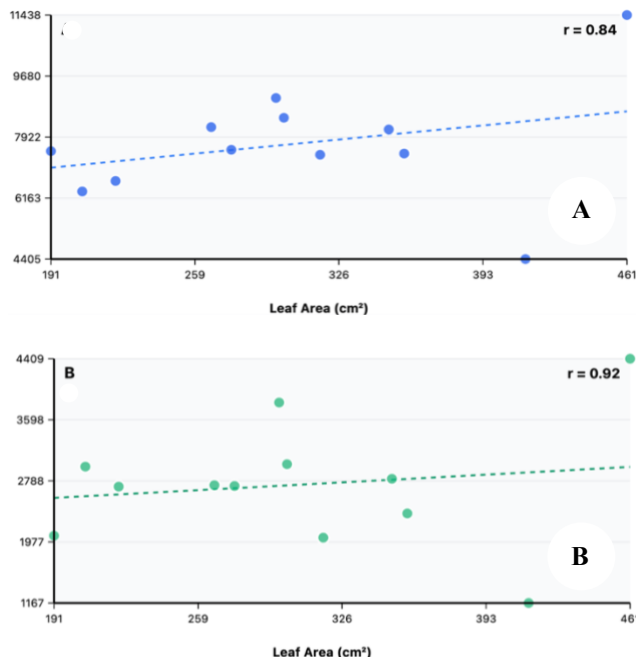 11438
r = 0.84
9680
7922
6163
A
4405
191 259 326 393 461
Leaf Area (cm²)
4409
B
r = 0.92
3598
2788
1977
B
1167
191 259 326 393
Leaf Area (cm²)